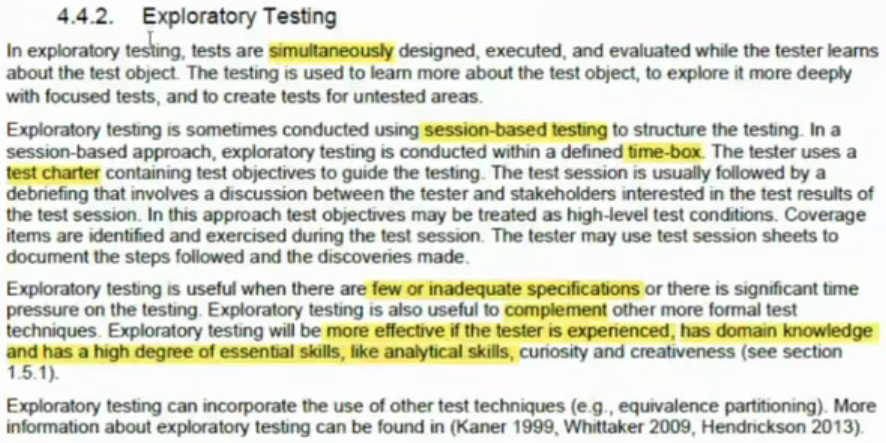 4.4.2. Exploratory Testing
In exploratory testing, tests are simultaneously designed, executed, and evaluated while the tester learns
about the test object. The testing is used to learn more about the test object, to explore it more deeply
with focused tests, and to create tests for untested areas.
Exploratory testing is sometimes conducted using session-based testing to structure the testing. In a
session-based approach, exploratory testing is conducted within a defined time-box. The tester uses a
test charter containing test objectives to guide the testing. The test session is usually followed by a
debriefing that involves a discussion between the tester and stakeholders interested in the test results of
the test session. In this approach test objectives may be treated as high-level test conditions. Coverage
items are identified and exercised during the test session. The tester may use test session sheets to
document the steps followed and the discoveries made.
Exploratory testing is useful when there are few or inadequate specifications or there is significant time
pressure on the testing. Exploratory testing is also useful to complement other more formal test
techniques. Exploratory testing will be more effective if the tester is experienced, has domain knowledge
and has a high degree of essential skills, like analytical skills, curiosity and creativeness (see section
1.5.1).
Exploratory testing can incorporate the use of other test techniques (e.g., equivalence partitioning). More
information about exploratory testing can be found in (Kaner 1999, Whittaker 2009, Hendrickson 2013).